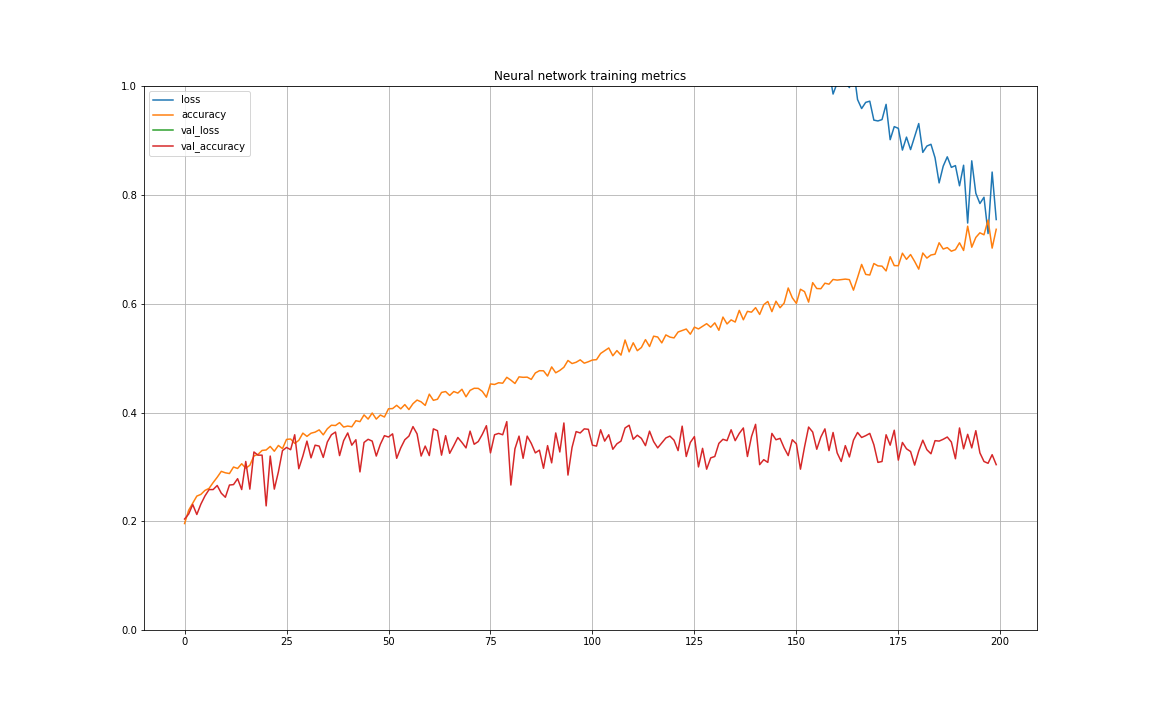 Neural network training metrics
1.0
loss
accuracy
val_loss
val_accuracy
0.8
0.6
0.4
0.2
0.0
0 25 50 75 100 125 150 175 200